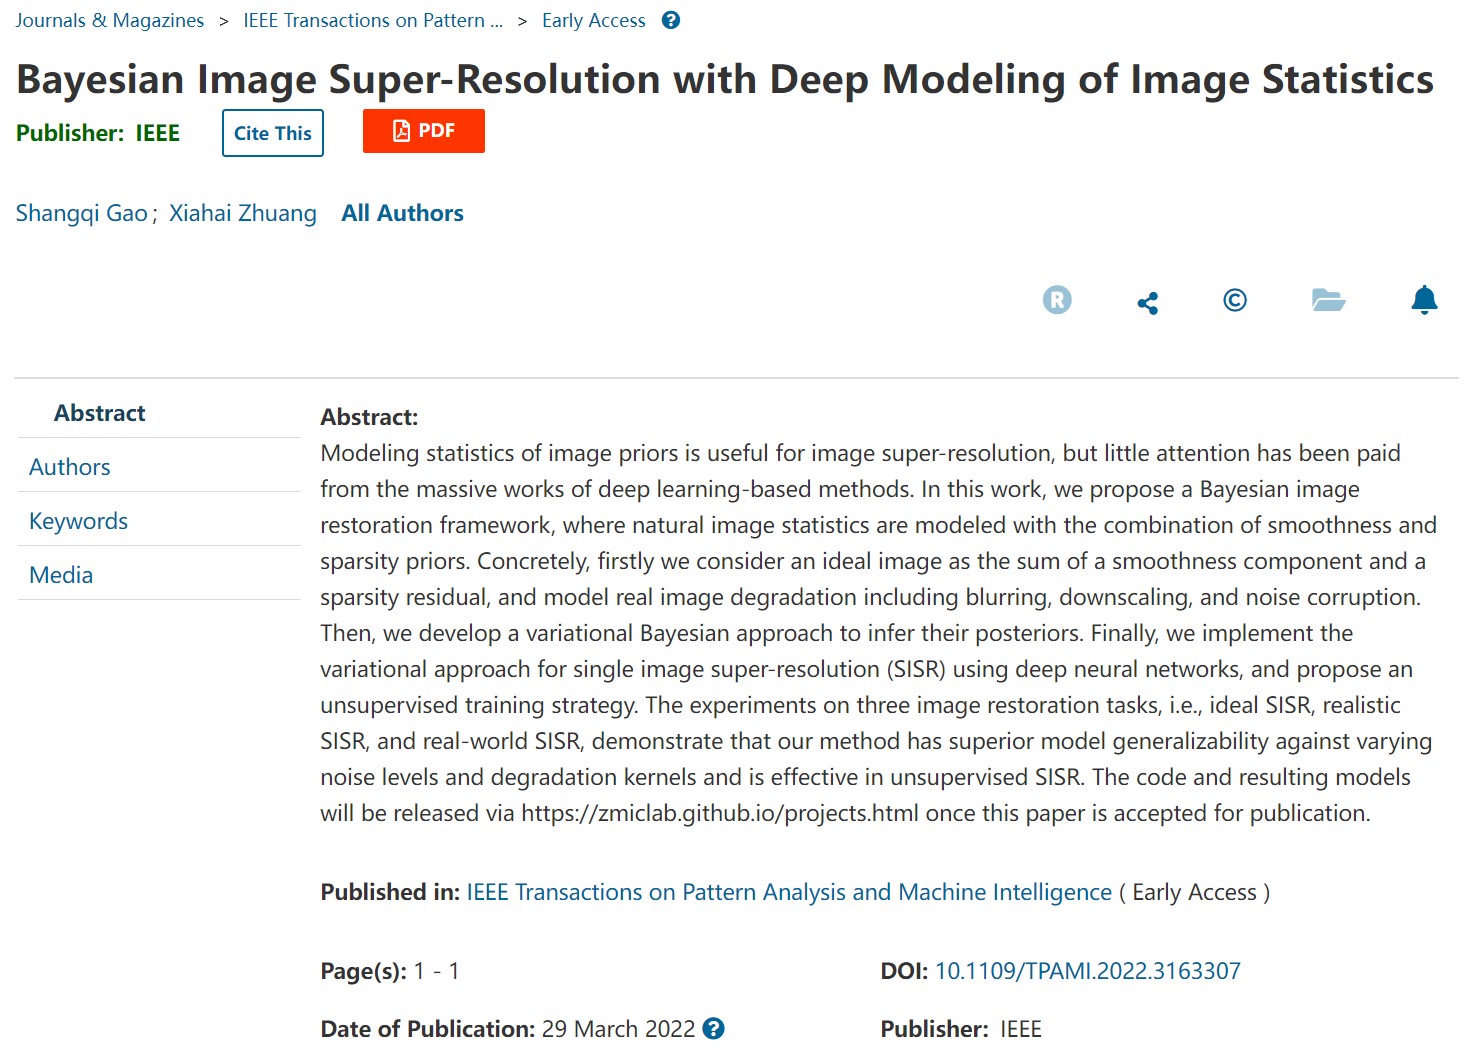 Journals & Magazines > IEEE Transactions on Pattern ... > Early Access ?
Bayesian Image Super-Resolution with Deep Modeling of Image Statistics
Publisher: IEEE Cite This PDF
Shangqi Gao; Xiahai Zhuang All Authors
R ©
Abstract
Authors
Keywords
Media
Abstract:
Modeling statistics of image priors is useful for image super-resolution, but little attention has been paid
from the massive works of deep learning-based methods. In this work, we propose a Bayesian image
restoration framework, where natural image statistics are modeled with the combination of smoothness and
sparsity priors. Concretely, firstly we consider an ideal image as the sum of a smoothness component and a
sparsity residual, and model real image degradation including blurring, downscaling, and noise corruption.
Then, we develop a variational Bayesian approach to infer their posteriors. Finally, we implement the
variational approach for single image super-resolution (SISR) using deep neural networks, and propose an
unsupervised training strategy. The experiments on three image restoration tasks, i.e., ideal SISR, realistic
SISR, and real-world SISR, demonstrate that our method has superior model generalizability against varying
noise levels and degradation kernels and is effective in unsupervised SISR. The code and resulting models
will be released via https://zmiclab.github.io/projects.html once this paper is accepted for publication.
Published in: IEEE Transactions on Pattern Analysis and Machine Intelligence ( Early Access )
Page(s): 1 - 1 DOI: 10.1109/TPAMI.2022.3163307
Date of Publication: 29 March 2022 ? Publisher: IEEE